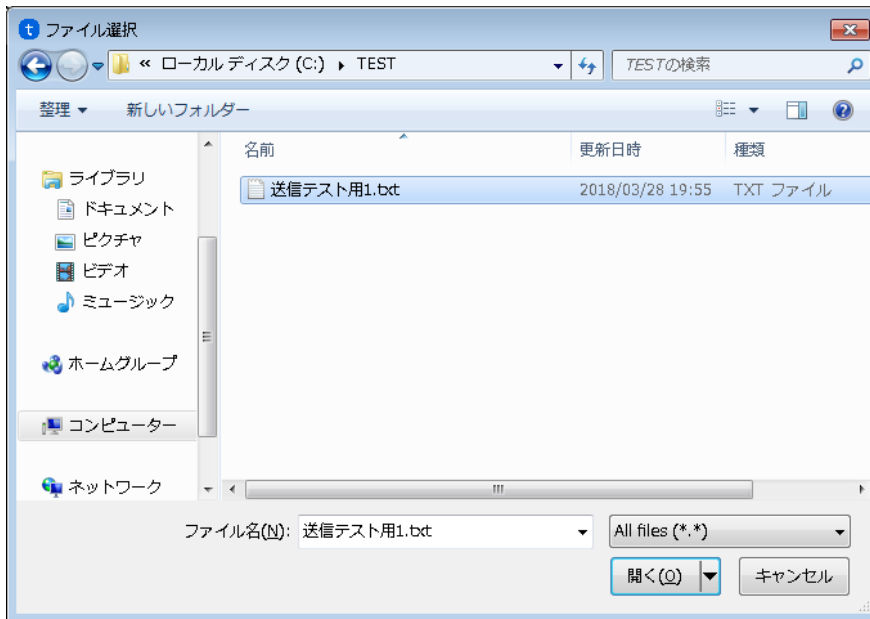 ファイル選択
« ローカル ディスク (C:) ▸ TEST
TESTの検索
整理 ▼ 新しいフォルダー
名前 更新日時 種類
送信テスト用1.txt 2018/03/28 19:55 TXT ファイル
ライブラリ
ドキュメント
ピクチャ
ビデオ
ミュージック
ホームグループ
コンピューター
ネットワーク
ファイル名(N): 送信テスト用1.txt
All files (*.*)
開く(O) キャンセル